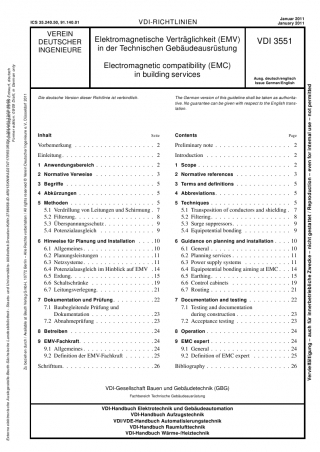 ICS 33.240.50, 91.140.01
VDI-RICHTLINIEN
Januar 2011
January 2011
VEREIN
DEUTSCHER
INGENIEURE
Elektromagnetische Verträglichkeit (EMV)
in der Technischen Gebäudeausrüstung
Electromagnetic compatibility (EMC)
in building services
VDI 3551
Ausg. deutsch/englisch
Issue German/English
Die deutsche Version dieser Richtlinie ist verbindlich.
The German version of this guideline shall be taken as authorita-
tive. No guarantee can be given with respect to the English trans-
lation.
Inhalt Seite
Vorbemerkung . . . 2
Einleitung. . . 2
1 Anwendungsbereich . . . 2
2 Normative Verweise . . . 3
3 Begriffe . . . 5
4 Abkürzungen . . . 5
5 Methoden . . . 5
5.1 Verdrillung von Leitungen und Schirmung . 7
5.2 Filterung. . . 8
5.3 Überspannungsschutz . . . 9
5.4 Potenzialausgleich . . . 9
6 Hinweise für Planung und Installation . . . 10
6.1 Allgemeines . . . 10
6.2 Planungsleistungen . . . 11
6.3 Netzsysteme . . . 11
6.4 Potenzialausgleich im Hinblick auf EMV . 14
6.5 Erdung. . . 15
6.6 Schaltschränke . . . 19
6.7 Leitungsverlegung . . . 21
7 Dokumentation und Prüfung. . . 22
7.1 Baubegleitende Prüfung und
Dokumentation . . . 23
7.2 Abnahmeprüfung . . . 23
8 Betreiben . . . 24
9 EMV-Fachkraft. . . 24
9.1 Allgemeines . . . 24
9.2 Definition der EMV-Fachkraft . . . 25
Schrifttum. . . 26
Contents Page
Preliminary note . . . 2
Introduction . . . 2
1 Scope . . . 2
2 Normative references . . . 3
3 Terms and definitions . . . 5
4 Abbreviations. . . 5
5 Techniques . . . 5
5.1 Transposition of conductors and shielding . 7
5.2 Filtering. . . 8
5.3 Surge suppressors. . . 9
5.4 Equipotential bonding . . . 9
6 Guidance on planning and installation . . . 10
6.1 General . . . 10
6.2 Planning services . . . 11
6.3 Power supply systems . . . 11
6.4 Equipotential bonding aiming at EMC . . . 14
6.5 Earthing. . . 15
6.6 Control cabinets . . . 19
6.7 Routing . . . 21
7 Documentation and testing . . . 22
7.1 Testing and documentation
during construction . . . 23
7.2 Acceptance testing . . . 23
8 Operation . . . 24
9 EMC expert . . . 24
9.1 General . . . 24
9.2 Definition of EMC expert . . . 25
Bibliography . . . 26
VDI-Gesellschaft Bauen und Gebäudetechnik (GBG)
Fachbereich Technische Gebäudeausrüstung
VDI-Handbuch Elektrotechnik und Gebäudeautomation
VDI-Handbuch Aufzugstechnik
VDI/VDE-Handbuch Automatisierungstechnik
VDI-Handbuch Raumlufttechnik
VDI-Handbuch Wärme-/Heiztechnik
Vervielfältigung – auch für innerbetriebliche Zwecke – nicht gestattet / Reproduction – even for internal use – not permitted